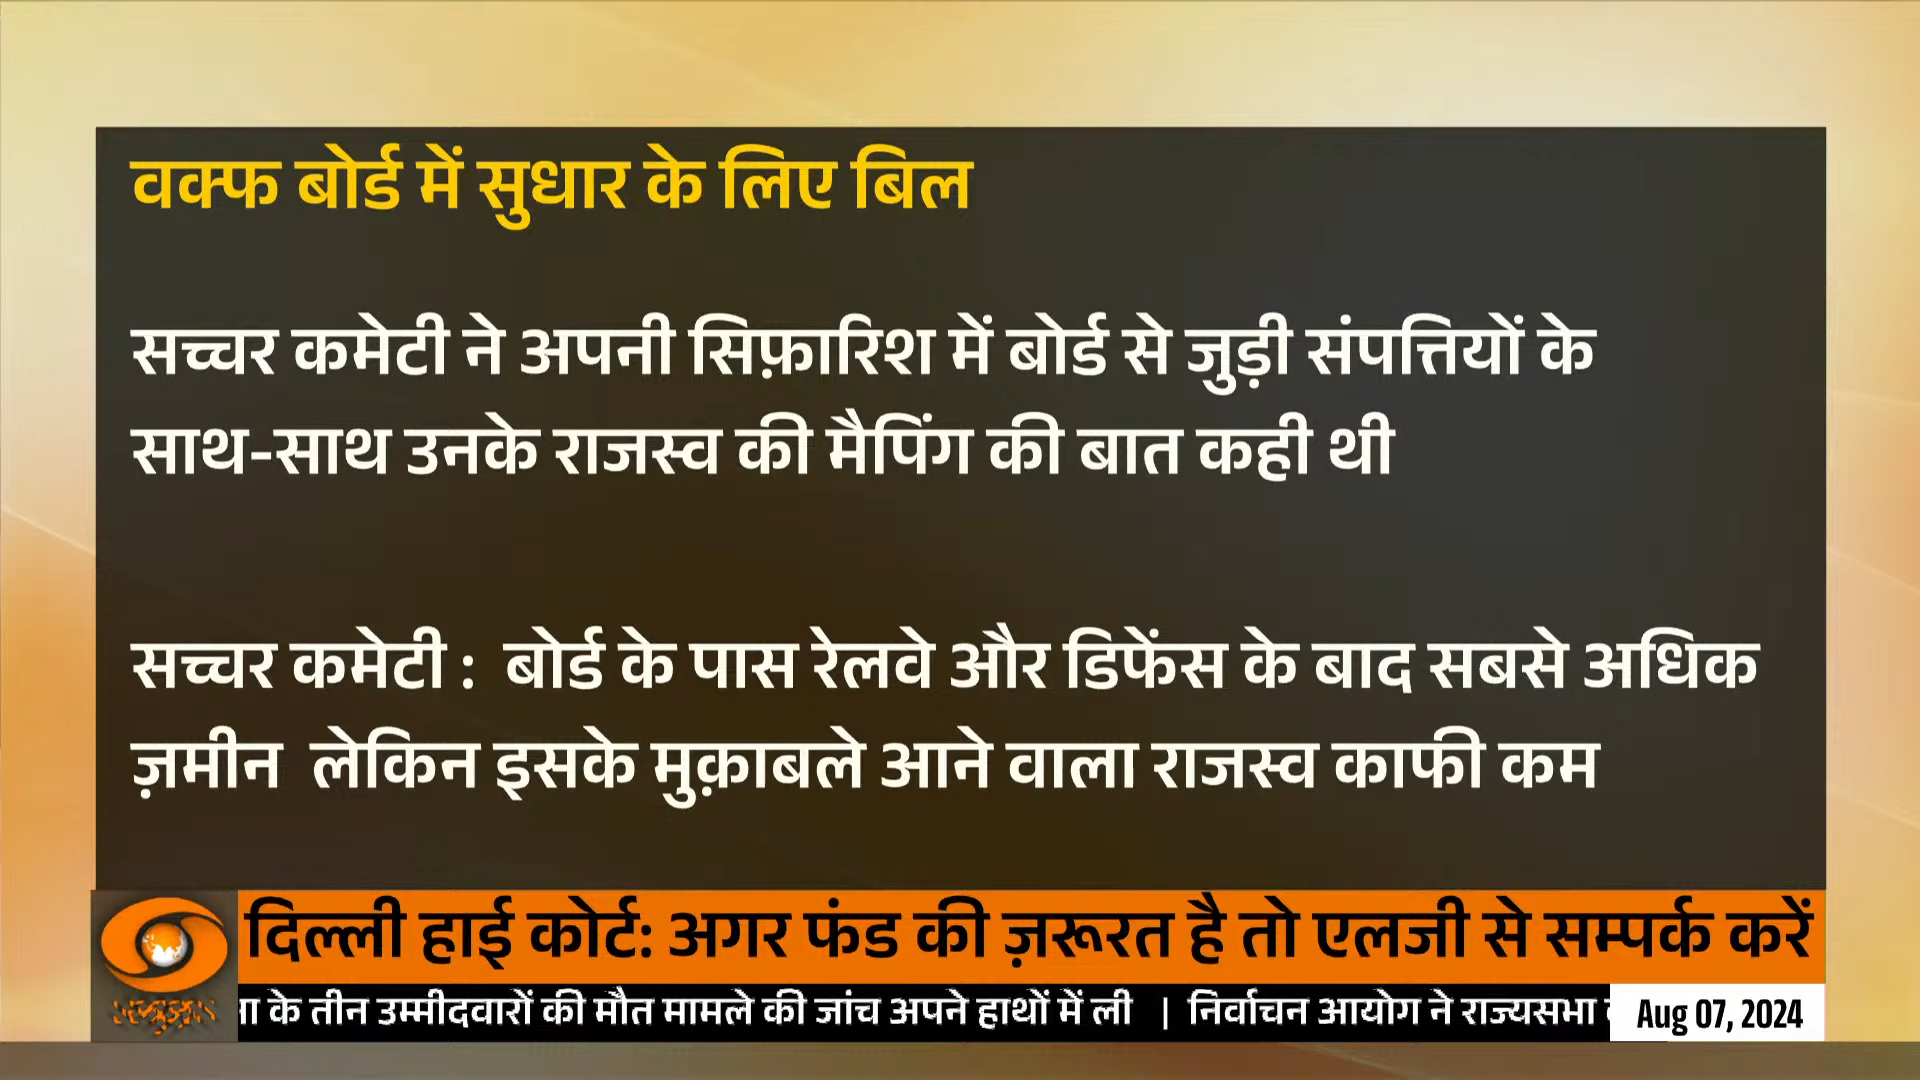 वक्फ बोर्ड में सुधार के लिए बिल
सच्चर कमेटी ने अपनी सिफ़ारिश में बोर्ड से जुड़ी संपत्तियों के
साथ-साथ उनके राजस्व की मैपिंग की बात कही थी
सच्चर कमेटी : बोर्ड के पास रेलवे और डिफेंस के बाद सबसे अधिक
ज़मीन लेकिन इसके मुक़ाबले आने वाला राजस्व काफी कम
दिल्ली हाई कोर्ट: अगर फंड की ज़रूरत है तो एलजी से सम्पर्क करें
के तीन उम्मीदवारों की मौत मामले की जांच अपने हाथों में ली | निर्वाचन आयोग ने राज्यसभा
Aug 07, 2024